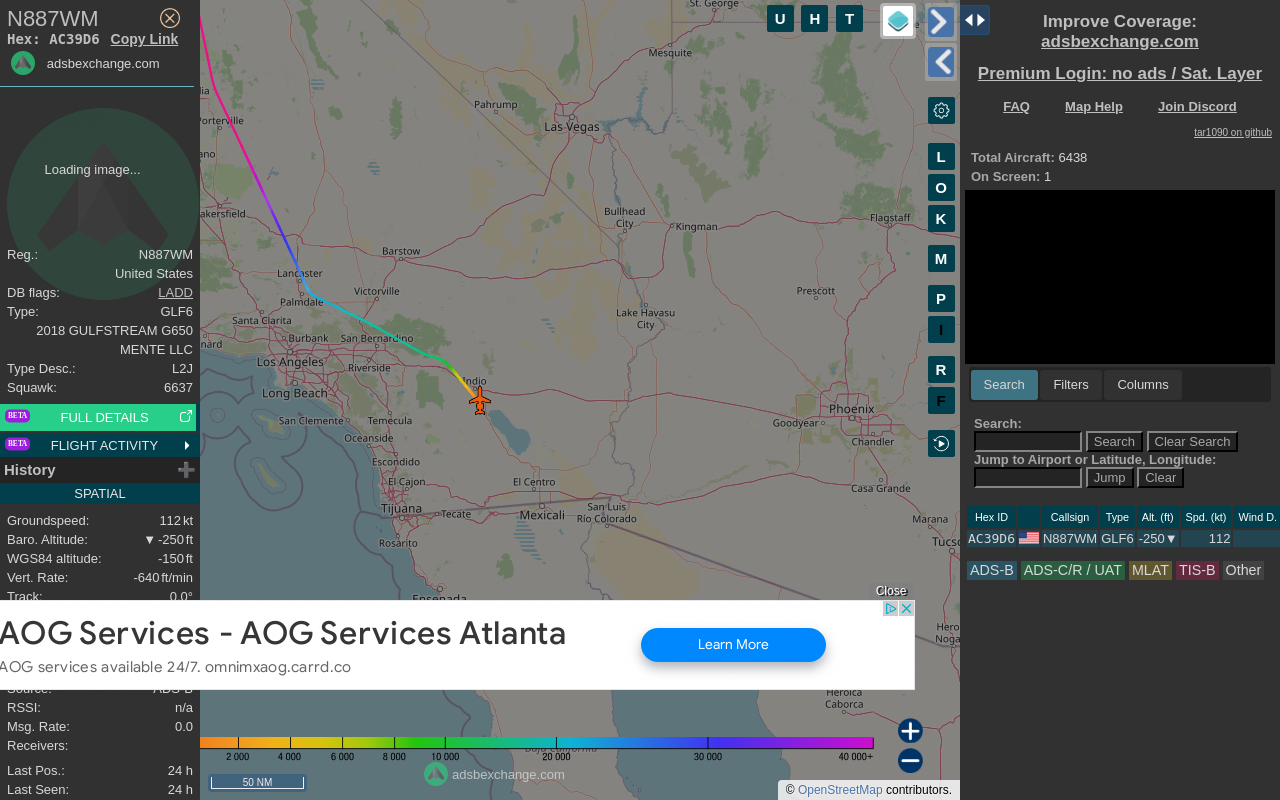 N887WM
Hex: AC39D6 Copy Link
adsbexchange.com
Loading image...
Reg.: N887WM
United States
DB flags: LADD
Type: GLF6
2018 GULFSTREAM G650
MENTE LLC
Type Desc.: L2J
Squawk: 6637
BETA FULL DETAILS
BETA FLIGHT ACTIVITY
History
SPATIAL
Groundspeed: 112 kt
Baro. Altitude: ▼ -250 ft
WGS84 altitude: -150 ft
Vert. Rate: -640 ft/min
Track: 0.0°
Source: ADS-B
RSSI: n/a
Msg. Rate: 0.0
Receivers:
Last Pos.: 24 h
Last Seen: 24 h
U H T
L
O
K
M
P
I
R
F
St. George
Mesquite
Pahrump
Las Vegas
lia
Porterville
ano
akersfield
Bullhead
City
Kingman
Flagstaff
Barstow
Lancaster
Palmdale
Victorville
Prescott
Santa Clarita
Lake Havasu
City
nard
Burbank
San Bernardino
Los Angeles
Riverside
Indio
Long Beach
Phoenix
San Clemente
Temecula
Goodyear
Oceanside
Chandler
Escondido
El Cajon
El Centro
Casa Grande
Tijuana
Tecate
Mexicali
San Luis
Río Colorado
Marana
Rosarito
Tucso
Ensenada
Hero
Noga
Heroica
Caborca
Baja California
Close
AOG Services - AOG Services Atlanta
AOG services available 24/7. omnimxaog.carrd.co
Learn More
2 000 4 000 6 000 8 000 10 000 20 000 30 000 40 000+
50 NM
adsbexchange.com
© OpenStreetMap contributors.
Improve Coverage:
adsbexchange.com
Premium Login: no ads / Sat. Layer
FAQ Map Help Join Discord
tar1090 on github
Total Aircraft: 6438
On Screen: 1
Search Filters Columns
Search:
Search Clear Search
Jump to Airport or Latitude, Longitude:
Jump Clear
Hex ID Callsign Type Alt. (ft) Spd. (kt) Wind D.
AC39D6 N887WM GLF6 -250▼ 112
ADS-B ADS-C/R / UAT MLAT TIS-B Other